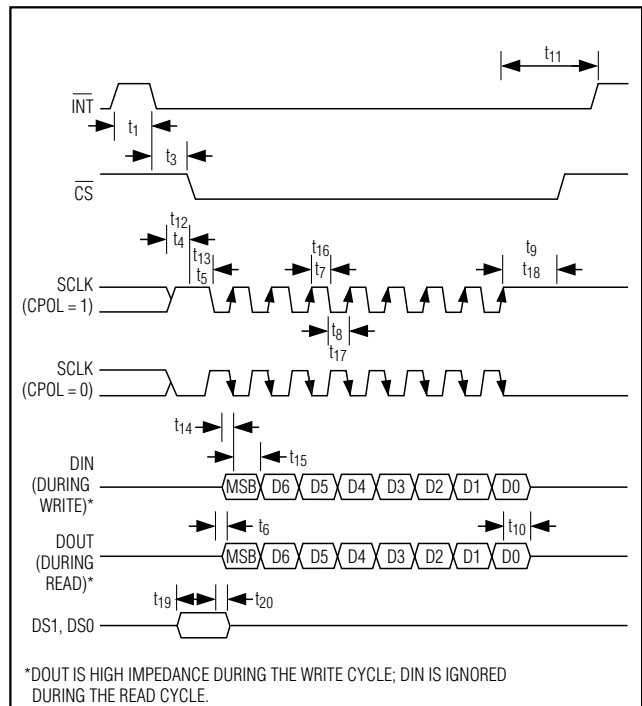 t11
INT
t1
t3
CS
t12
t4
t13
t5
t16
t7
t9
t18
SCLK
(CPOL = 1)
t8
t17
SCLK
(CPOL = 0)
t14
t15
DIN
(DURING
WRITE)*
MSB D6 D5 D4 D3 D2 D1 D0
t6
t10
DOUT
(DURING
READ)*
MSB D6 D5 D4 D3 D2 D1 D0
t19
t20
DS1, DS0
*DOUT IS HIGH IMPEDANCE DURING THE WRITE CYCLE; DIN IS IGNORED
DURING THE READ CYCLE.